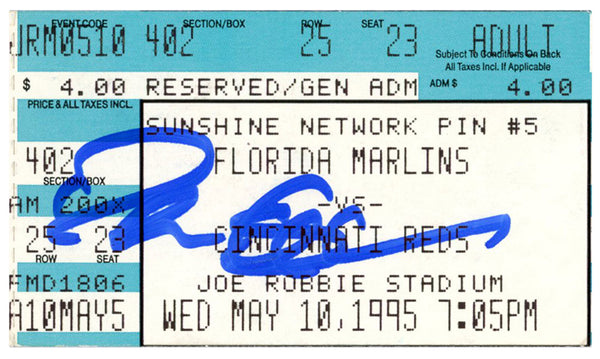 EVENT CODE SECTION/BOX ROW SEAT
JRM0510 402 25 23 ADULT
Subject To Conditions On Back
All Taxes Incl. If Applicable
$ 4.00 RESERVED/GEN ADM ADM $ 4.00
PRICE & ALL TAXES INCL.
SUNSHINE NETWORK PIN #5
402 FLORIDA MARLINS
SECTION/BOX
AM 200X -VS-
25 23 CINCINNATI REDS
ROW SEAT
FMD1806 JOE ROBBIE STADIUM
A10MAY5 WED MAY 10,1995 7:05PM